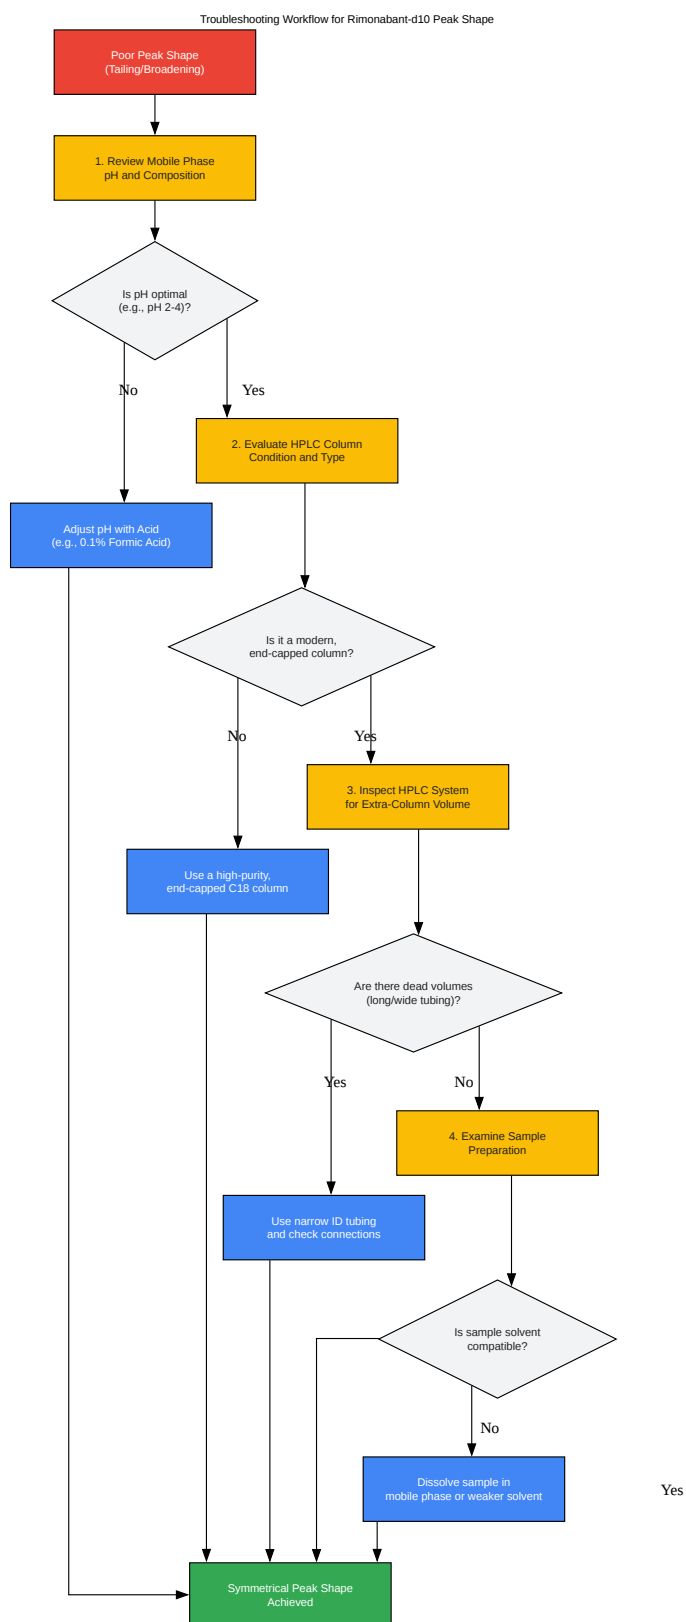 Troubleshooting Workflow for Rimonabant-d10 Peak Shape
Poor Peak Shape
(Tailing/Broadening)
1. Review Mobile Phase
pH and Composition
Is pH optimal
(e.g., pH 2-4)?
No
Yes
2. Evaluate HPLC Column
Condition and Type
Adjust pH with Acid
(e.g., 0.1% Formic Acid)
Is it a modern,
end-capped column?
No
Yes
3. Inspect HPLC System
for Extra-Column Volume
Use a high-purity,
end-capped C18 column
Are there dead volumes
(long/wide tubing)?
Yes
No
4. Examine Sample
Preparation
Use narrow ID tubing
and check connections
Is sample solvent
compatible?
No
Dissolve sample in
mobile phase or weaker solvent
Yes
Symmetrical Peak Shape
Achieved